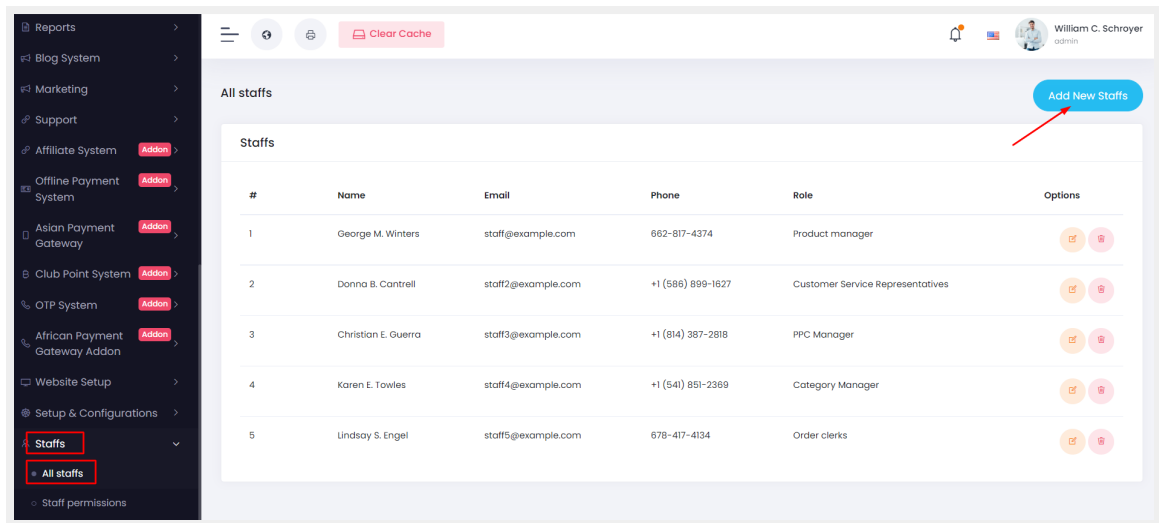 Reports
Blog System
Marketing
Support
Affiliate System Addon
Offline Payment System Addon
Asian Payment Gateway Addon
Club Point System Addon
OTP System Addon
African Payment Gateway Addon Addon
Website Setup
Setup & Configurations
Staffs
All staffs
Staff permissions
Clear Cache
William C. Schroyer
admin
All staffs
Add New Staffs
Staffs
# Name Email Phone Role Options
1 George M. Winters staff@example.com 662-817-4374 Product manager
2 Donna B. Cantrell staff2@example.com +1 (586) 899-1627 Customer Service Representatives
3 Christian E. Guerra staff3@example.com +1 (814) 387-2818 PPC Manager
4 Karen E. Towles staff4@example.com +1 (541) 851-2369 Category Manager
5 Lindsay S. Engel staff5@example.com 678-417-4134 Order clerks